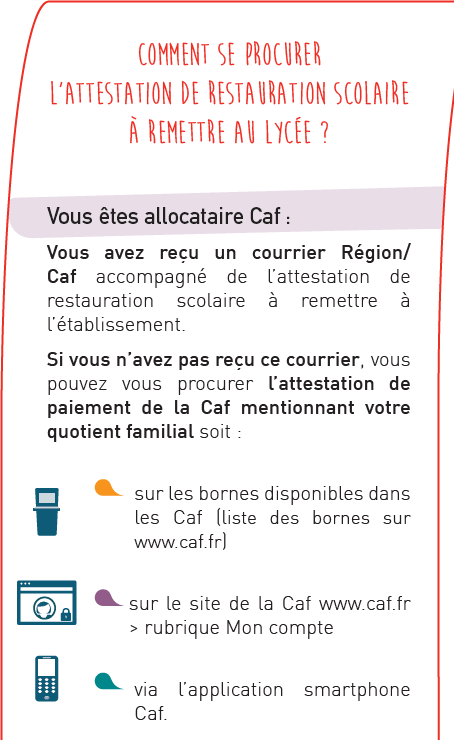 COMMENT SE PROCURER
L'ATTESTATION DE RESTAURATION SCOLAIRE
À REMETTRE AU LYCÉE ?
Vous êtes allocataire Caf :
Vous avez reçu un courrier Région/
Caf accompagné de l'attestation de
restauration scolaire à remettre à
l'établissement.
Si vous n'avez pas reçu ce courrier, vous
pouvez vous procurer l'attestation de
paiement de la Caf mentionnant votre
quotient familial soit :
sur les bornes disponibles dans
les Caf (liste des bornes sur
www.caf.fr)
sur le site de la Caf www.caf.fr
> rubrique Mon compte
via l'application smartphone
Caf.